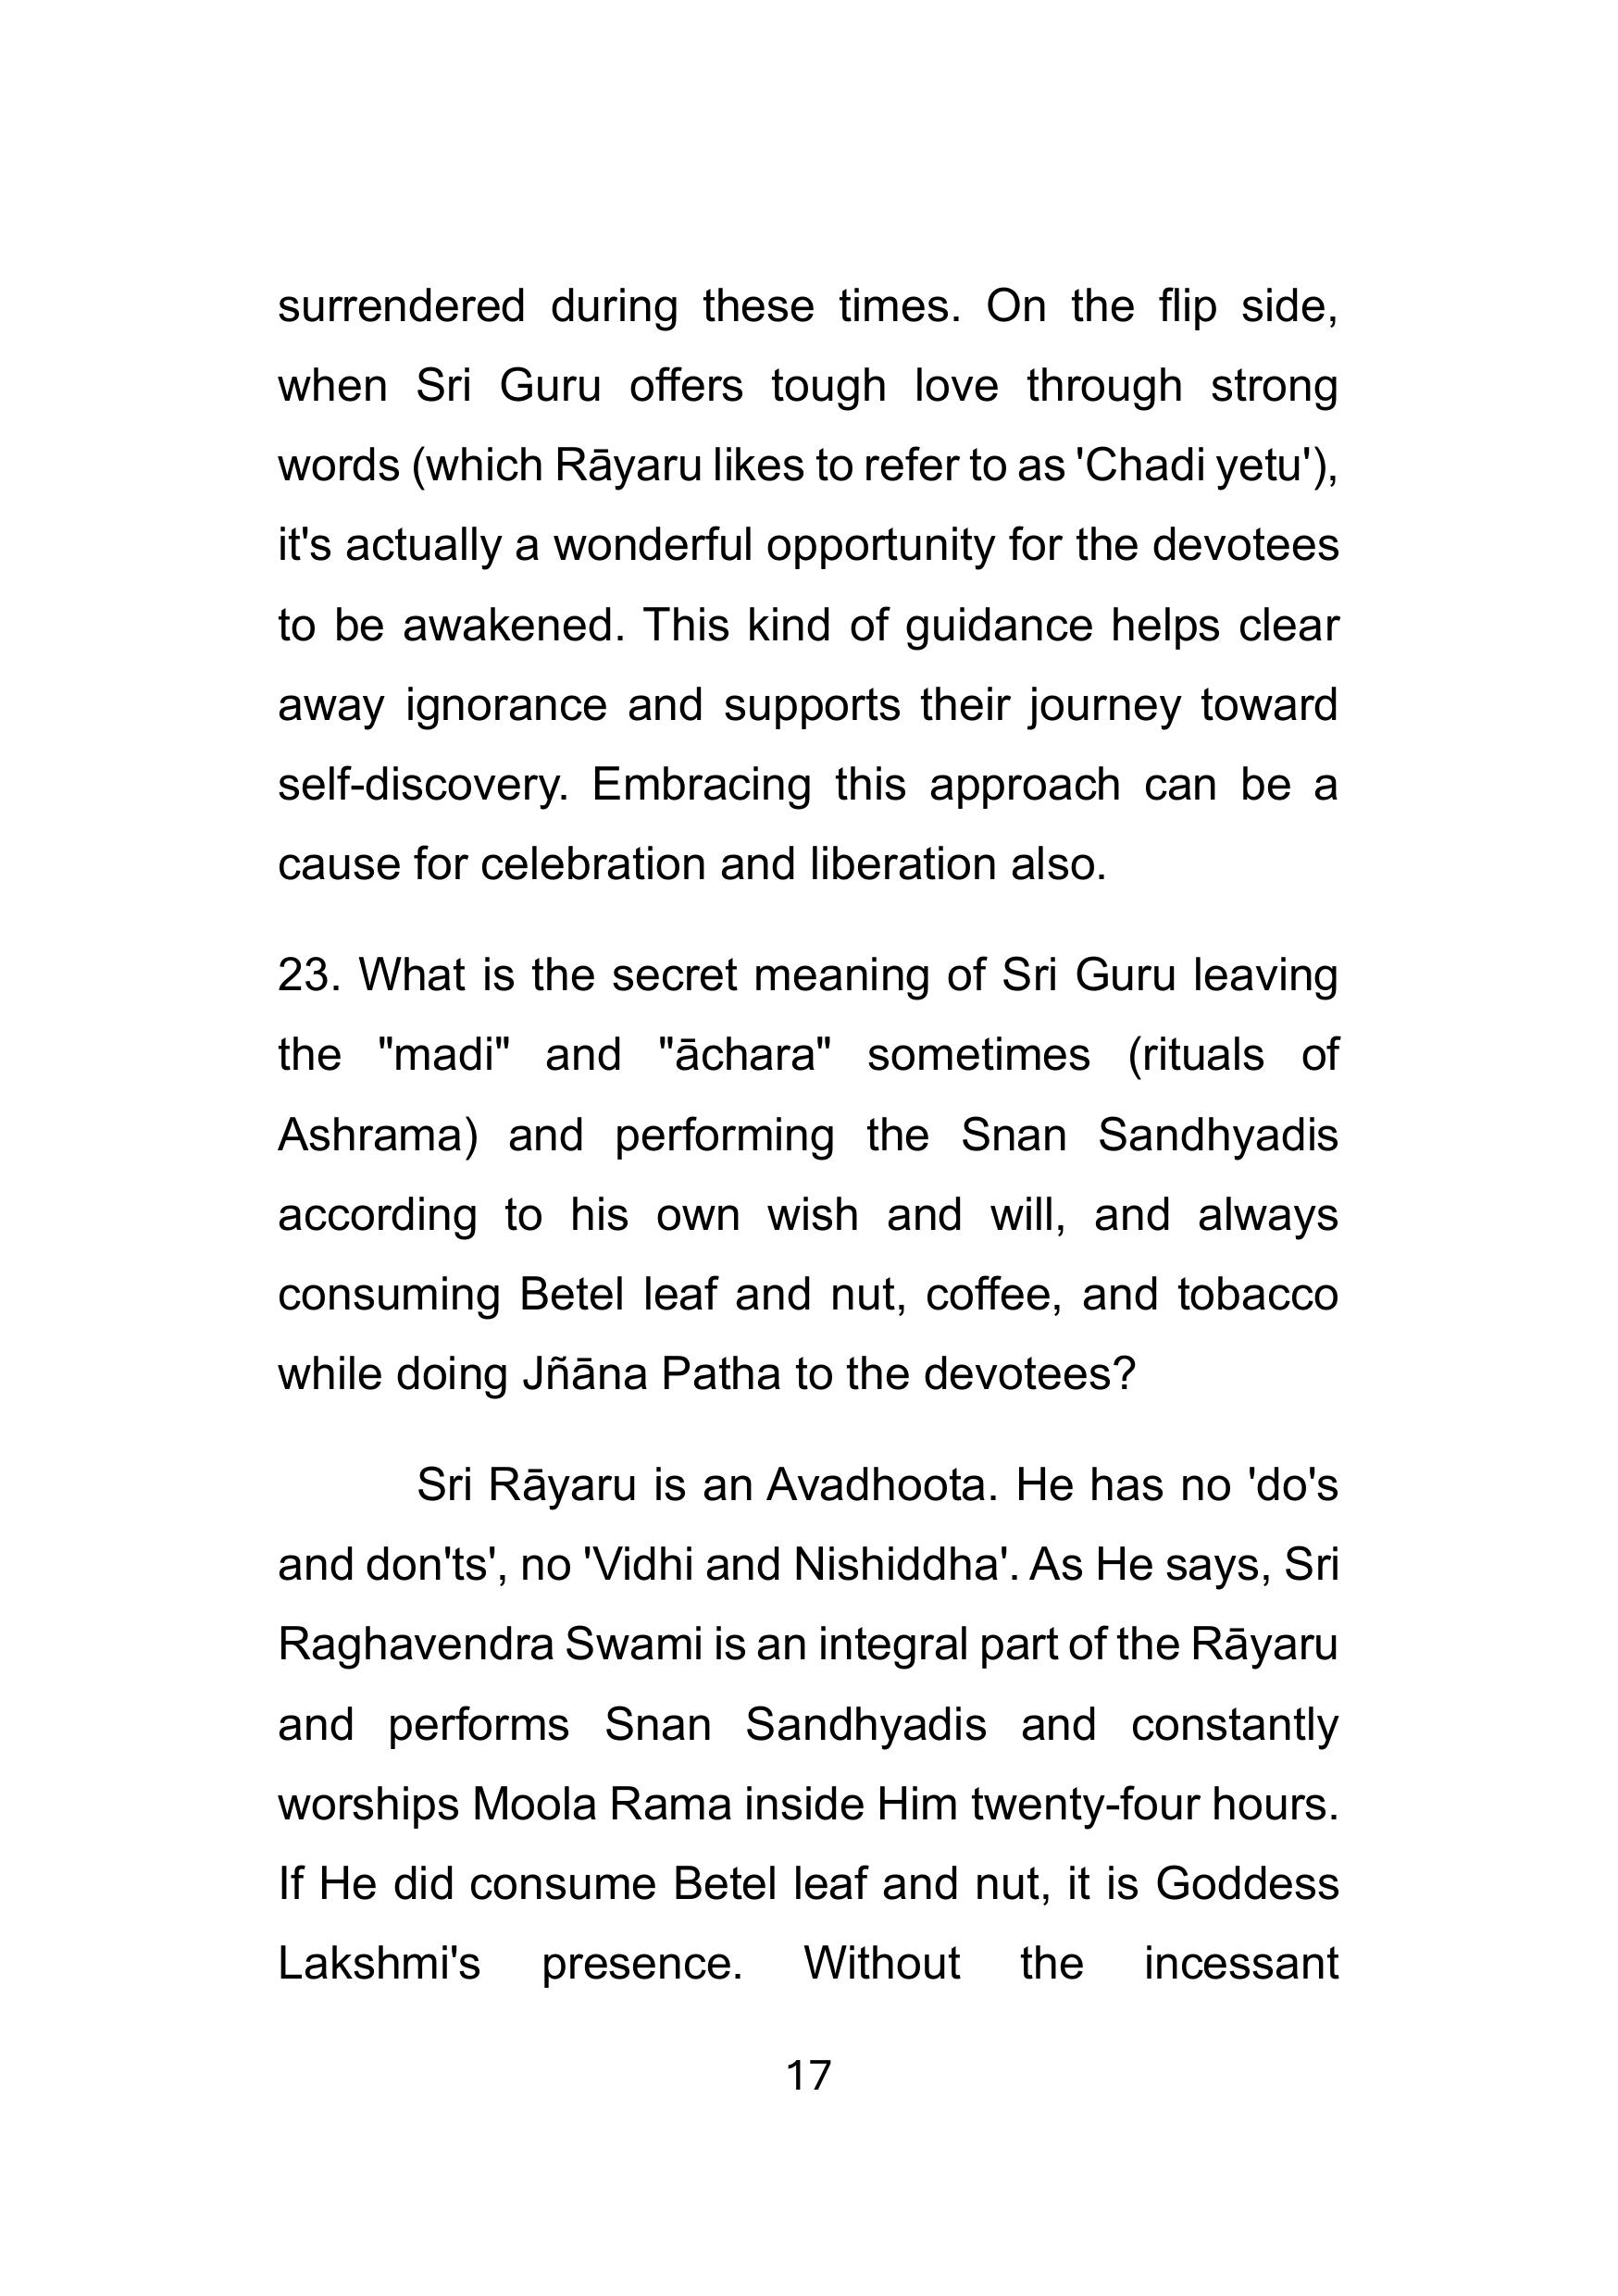 surrendered during these times. On the flip side,
when Sri Guru offers tough love through strong
words (which Rāyaru likes to refer to as 'Chadi yetu'),
it's actually a wonderful opportunity for the devotees
to be awakened. This kind of guidance helps clear
away ignorance and supports their journey toward
self-discovery. Embracing this approach can be a
cause for celebration and liberation also.
23. What is the secret meaning of Sri Guru leaving
the "madi" and "āchara" sometimes (rituals of
Ashrama) and performing the Snan Sandhyadis
according to his own wish and will, and always
consuming Betel leaf and nut, coffee, and tobacco
while doing Jñāna Patha to the devotees?
Sri Rāyaru is an Avadhoota. He has no 'do's
and don'ts', no 'Vidhi and Nishiddha'. As He says, Sri
Raghavendra Swami is an integral part of the Rāyaru
and performs Snan Sandhyadis and constantly
worships Moola Rama inside Him twenty-four hours.
If He did consume Betel leaf and nut, it is Goddess
Lakshmi's presence. Without the incessant
17